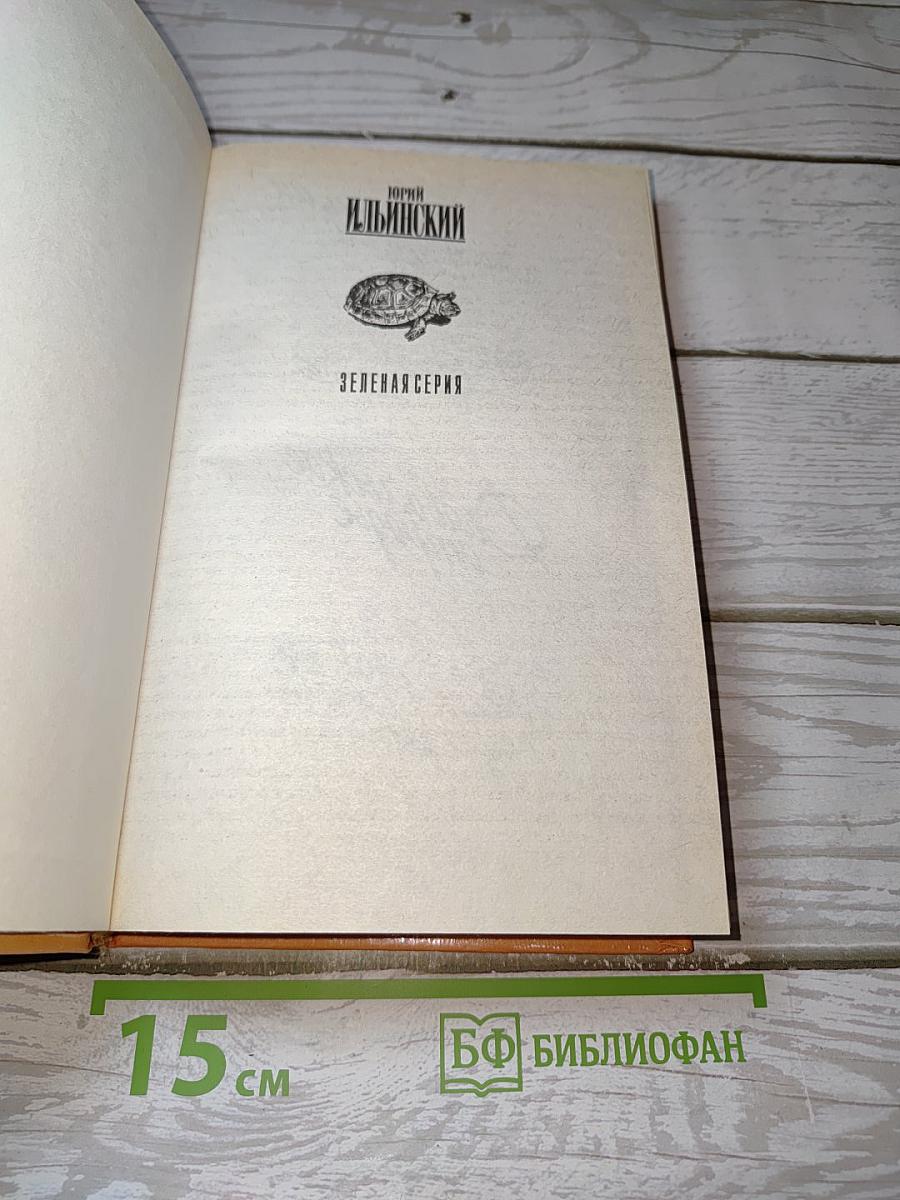 ЮРИЙ
ИЛЬИНСКИЙ
ЗЕЛЕНАЯ СЕРИЯ
15 см
БФ БИБЛИОФАН